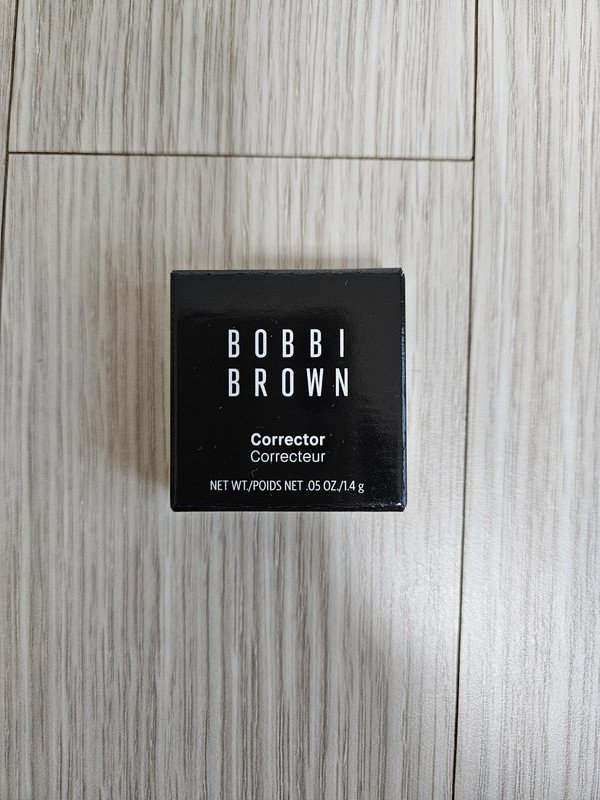 BOBBI
BROWN
Corrector
Correcteur
NET WT./POIDS NET .05 OZ./1.4 g